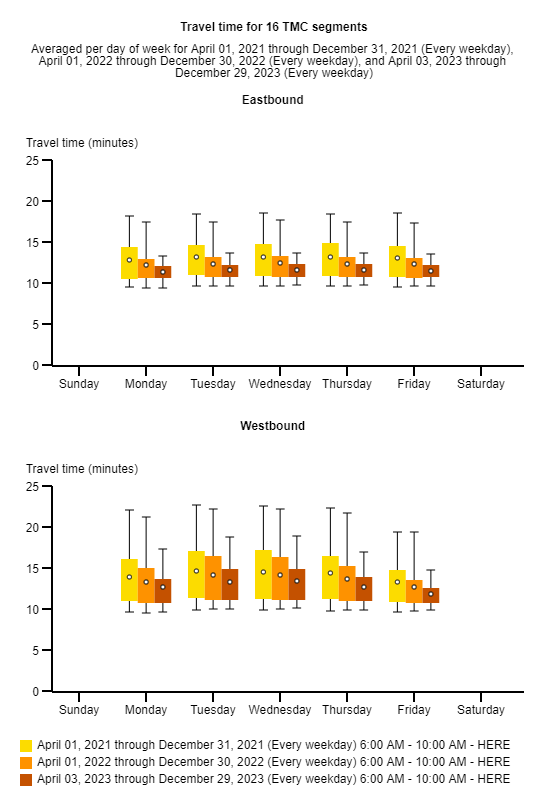 Travel time for 16 TMC segments
Averaged per day of week for April 01, 2021 through December 31, 2021 (Every weekday),
April 01, 2022 through December 30, 2022 (Every weekday), and April 03, 2023 through
December 29, 2023 (Every weekday)
Eastbound
Travel time (minutes)
25
20
15
10
5
0
Sunday Monday Tuesday Wednesday Thursday Friday Saturday
Westbound
Travel time (minutes)
25
20
15
10
5
0
Sunday Monday Tuesday Wednesday Thursday Friday Saturday
April 01, 2021 through December 31, 2021 (Every weekday) 6:00 AM - 10:00 AM - HERE
April 01, 2022 through December 30, 2022 (Every weekday) 6:00 AM - 10:00 AM - HERE
April 03, 2023 through December 29, 2023 (Every weekday) 6:00 AM - 10:00 AM - HERE